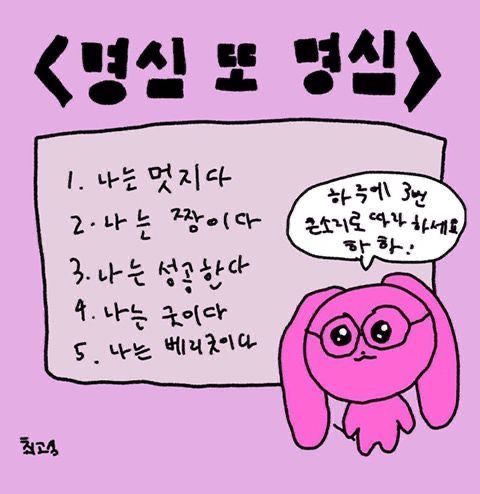 <명심 또 명심>
1. 나는 멋지다
2. 나는 짱이다
3. 나는 성공한다
4. 나는 굿이다
5. 나는 베리굿이다
하루에 3번
큰소리로 따라 하세요
하핫!
최고심